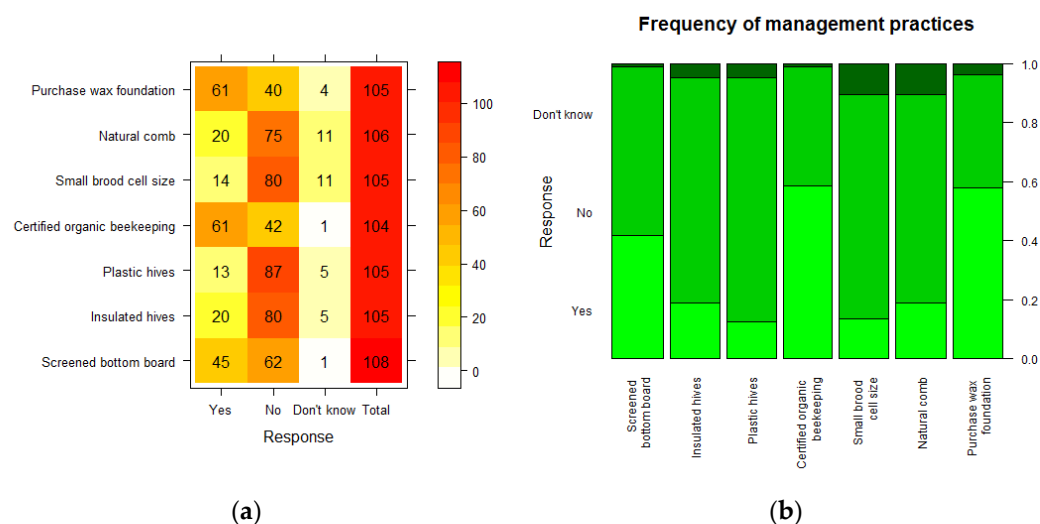 Frequency of management practices
Purchase wax foundation 61 40 4 105
Natural comb 20 75 11 106
Small brood cell size 14 80 11 105
Certified organic beekeeping 61 42 1 104
Plastic hives 13 87 5 105
Insulated hives 20 80 5 105
Screened bottom board 45 62 1 108
Yes No Don't know Total
Response
100
80
60
40
20
0
Response
Don't know
No
Yes
1.0
0.8
0.6
0.4
0.2
0.0
Screened
bottom board
Insulated hives
Plastic hives
Certified organic
beekeeping
Small brood
cell size
Natural comb
Purchase wax
foundation
(a)
(b)